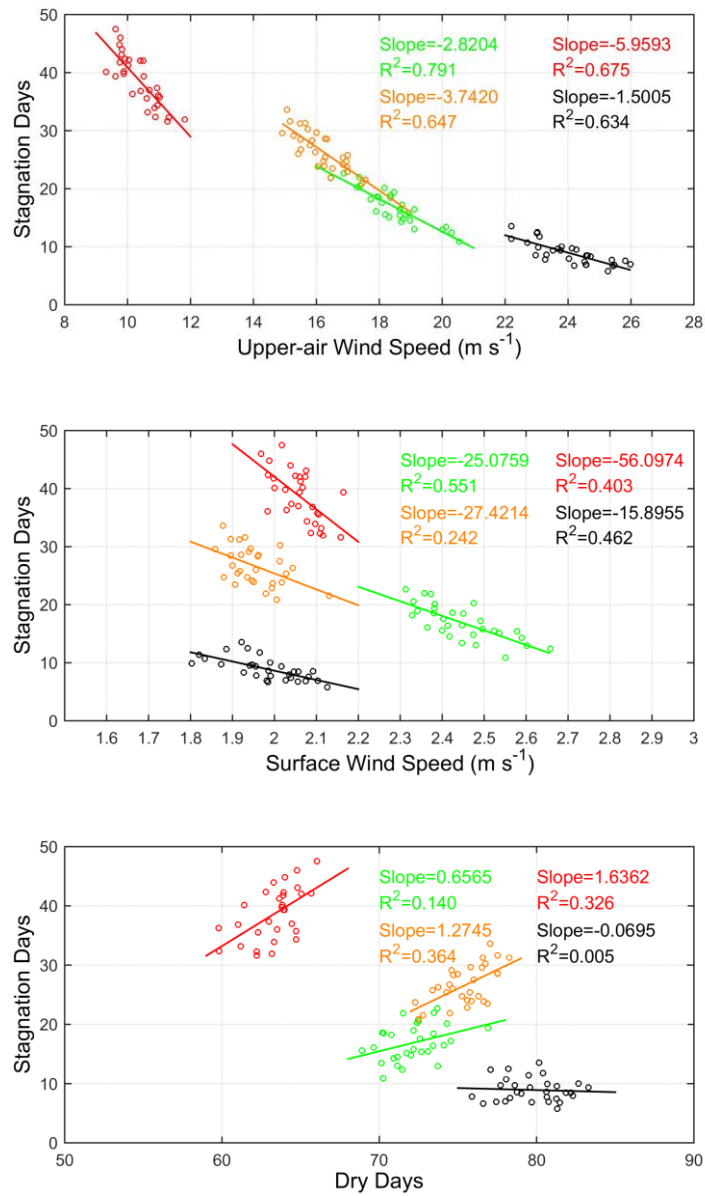 50
40
30
20
10
0
Stagnation Days
Slope=-2.8204
R²=0.791
Slope=-5.9593
R²=0.675
Slope=-3.7420
R²=0.647
Slope=-1.5005
R²=0.634
8 10 12 14 16 18 20 22 24 26 28
Upper-air Wind Speed (m s⁻¹)
50
40
30
20
10
0
Stagnation Days
Slope=-25.0759
R²=0.551
Slope=-56.0974
R²=0.403
Slope=-27.4214
R²=0.242
Slope=-15.8955
R²=0.462
1.6 1.7 1.8 1.9 2 2.1 2.2 2.3 2.4 2.5 2.6 2.7 2.8 2.9 3
Surface Wind Speed (m s⁻¹)
50
40
30
20
10
0
Stagnation Days
Slope=0.6565
R²=0.140
Slope=1.6362
R²=0.326
Slope=1.2745
R²=0.364
Slope=-0.0695
R²=0.005
50 60 70 80 90
Dry Days